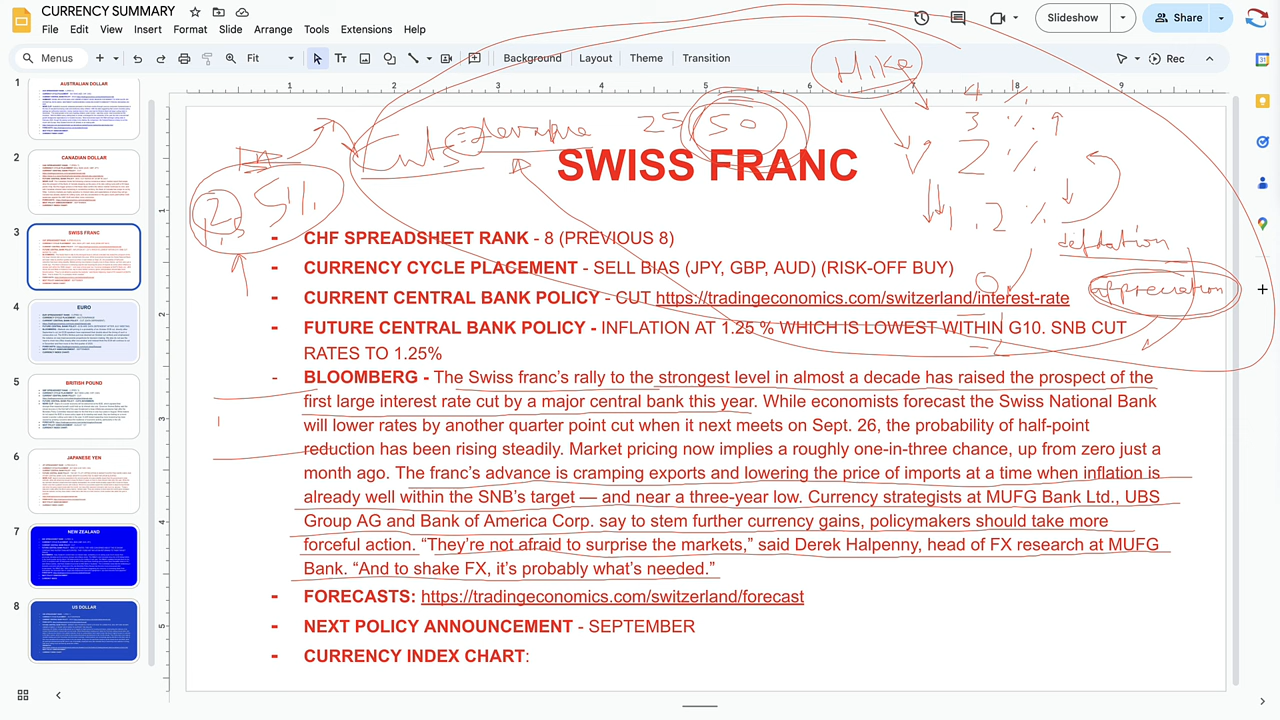 CURRENCY SUMMARY
File Edit View Insert Format Slide Arrange Tools Extensions Help
Slideshow
Share
Menus
Fit
Background Layout Theme Transition
Rec
1 2 4 5 8 9
Hike
SWISS FRANC
- CHF SPREADSHEET RANK - 8 (PREVIOUS 8)
- CURRENCY CYCLE PLACEMENT - SELL BIAS (JPY, GBP, AUD) (RISK-OFF BUY)
- CURRENT CENTRAL BANK POLICY - CUT https://tradingeconomics.com/switzerland/interest-rate
- FUTURE CENTRAL BANK POLICY - INFLATION AT 1.25 % WHICH IS LOWEST WITHIN G10. SNB CUT
RATES TO 1.25%
- BLOOMBERG - The Swiss franc's rally to the strongest level in almost a decade has raised the prospect of the
first large interest rate cut by a major central bank this year. While economists forecast the Swiss National Bank
will lower rates by another quarter point cut when it next meets on Sept. 26, the probability of half-point
reduction has been rising steadily. Market pricing now implies a roughly one-in-three chance, up from zero just a
The franc's
ramping exports and lowering the price of imports at a time when inflation is
already well within the SNB's target — and near a three-year low. Currency strategists at MUFG Bank Ltd., UBS
Group AG and Bank of America Corp. say to stem further currency gains, policymakers should take more
forceful action. “They're not afraid to surprise markets,”
Derek Halpenny, head of FX research at MUFG
Bank. “And to shake FX, it's probably what's needed.”
- FORECASTS: https://tradingeconomics.com/switzerland/forecast
- NEXT POLICY ANNOUNCEMENT - SEPTEMBER
- CURRENCY INDEX CHART:
deflation
appreciation
1 AUSTRALIAN DOLLAR
2 CANADIAN DOLLAR
3 SWISS FRANC
4 EURO
5 BRITISH POUND
6 JAPANESE YEN
7 NEW ZEALAND
8 US DOLLAR